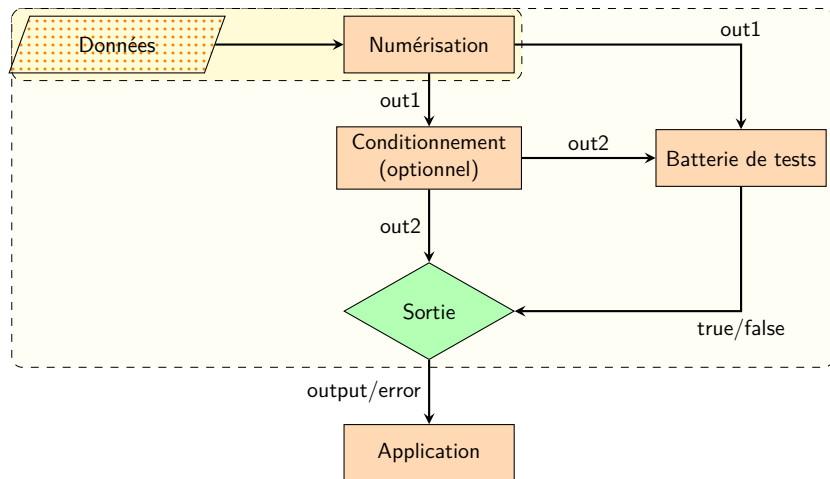 Données
Numérisation
out1
out1
Conditionnement
(optionnel)
out2
Batterie de tests
out2
Sortie
true/false
output/error
Application